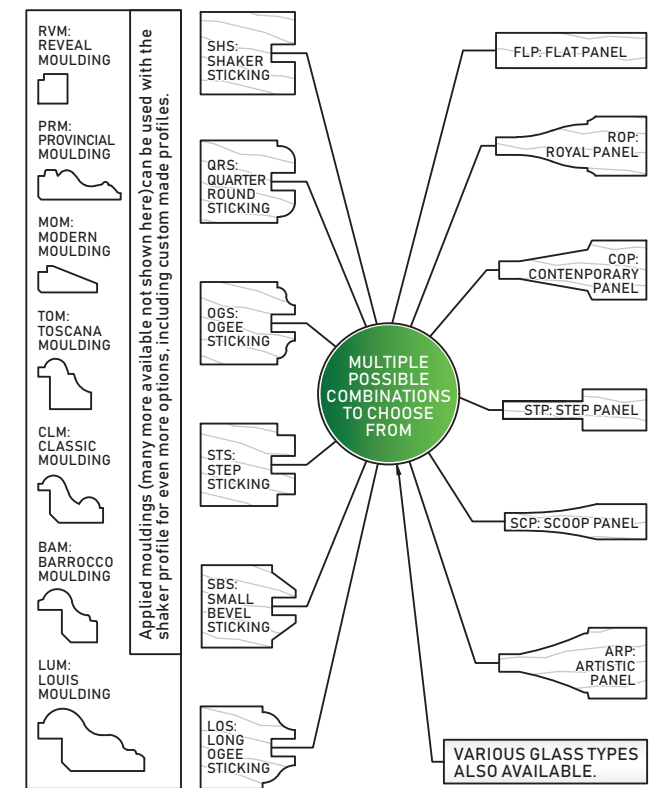 RVM:
REVEAL
MOULDING
PRM:
PROVINCIAL
MOULDING
MOM:
MODERN
MOULDING
TOM:
TOSCANA
MOULDING
CLM:
CLASSIC
MOULDING
BAM:
BARROCCO
MOULDING
LUM:
LOUIS
MOULDING
Applied mouldings (many more available not shown here)can be used with the
shaker profile for even more options, including custom made profiles.
SHS:
SHAKER
STICKING
QRS:
QUARTER
ROUND
STICKING
OGS:
OGEE
STICKING
STS:
STEP
STICKING
SBS:
SMALL
BEVEL
STICKING
LOS:
LONG
OGEE
STICKING
MULTIPLE
POSSIBLE
COMBINATIONS
TO CHOOSE
FROM
FLP: FLAT PANEL
ROP:
ROYAL PANEL
COP:
CONTENPORARY
PANEL
STP: STEP PANEL
SCP: SCOOP PANEL
ARP:
ARTISTIC
PANEL
VARIOUS GLASS TYPES
ALSO AVAILABLE.